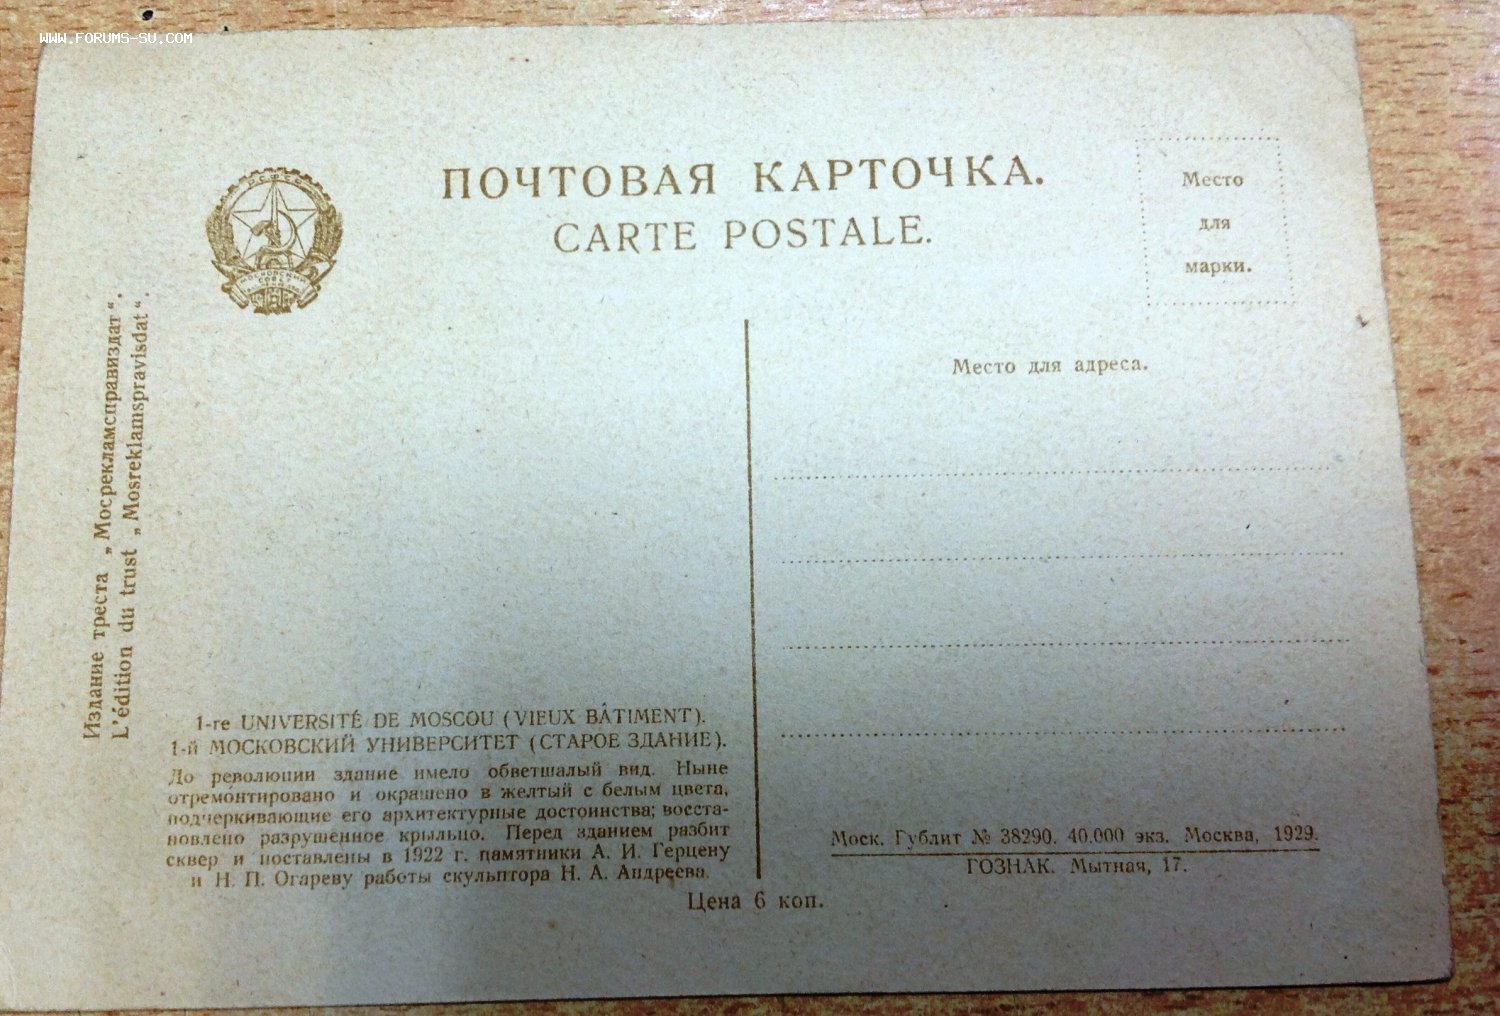 www.FORUMS-SU.COM
ПОЧТОВАЯ КАРТОЧКА.
CARTE POSTALE.
Место
для
марки.
МОСКОВСКИЙ
Издание треста „Мосрекламсправиздат“.
L'édition du trust „Mosreklamspravisdat“.
Место для адреса.
1-re UNIVERSITÉ DE MOSCOU (VIEUX BÂTIMENT).
1-й МОСКОВСКИЙ УНИВЕРСИТЕТ (СТАРОЕ ЗДАНИЕ).
До революции здание имело обветшалый вид. Ныне
отремонтировано и окрашено в желтый с белым цвета,
подчеркивающие его архитектурные достоинства; восста-
новлено разрушенное крыльцо. Перед зданием разбит
сквер и поставлены в 1922 г. памятники А. И. Герцену
и Н. П. Огареву работы скульптора Н. А. Андреева.
Моск. Гублит № 38290. 40.000 экз. Москва, 1929.
ГОЗНАК. Мытная, 17.
Цена 6 коп.